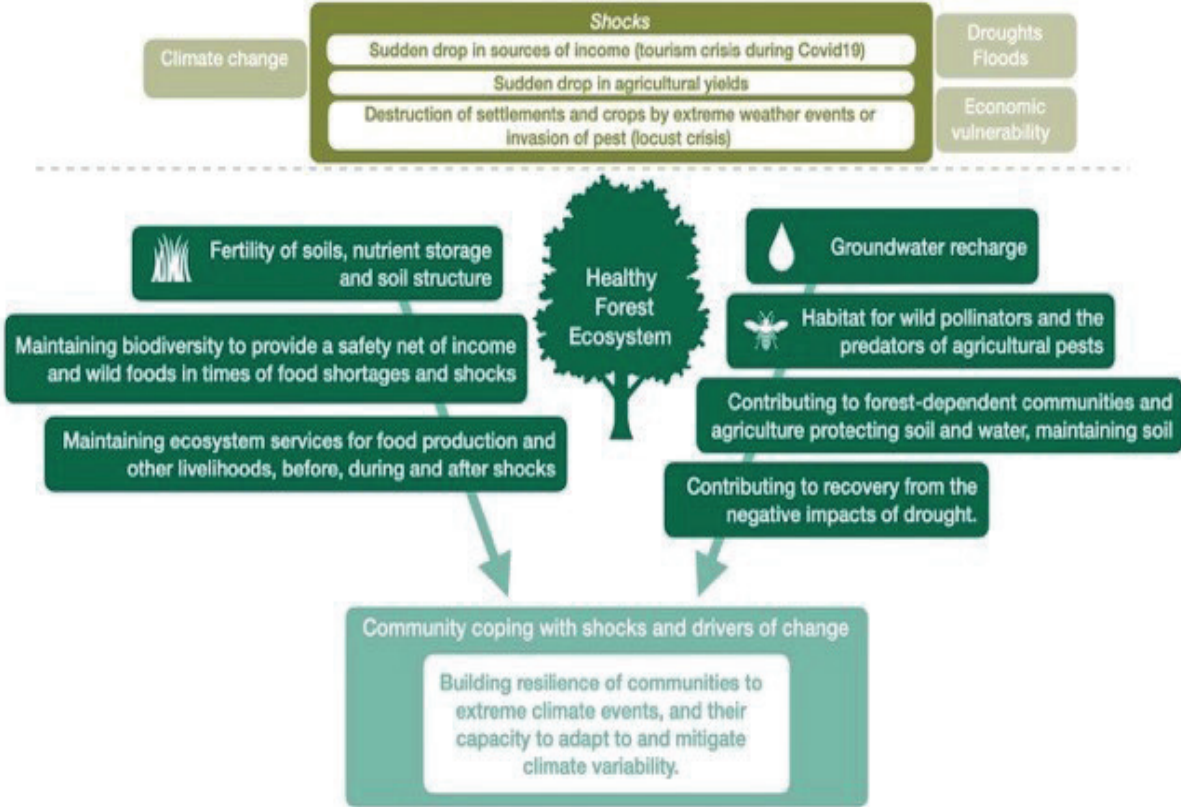 Shocks
Climate change
Sudden drop in sources of income (tourism crisis during Covid19)
Sudden drop in agricultural yields
Destruction of settlements and crops by extreme weather events or
invasion of pest (locust crisis)
Droughts
Floods
Economic
vulnerability
Fertility of soils, nutrient storage
and soil structure
Maintaining biodiversity to provide a safety net of income
and wild foods in times of food shortages and shocks
Maintaining ecosystem services for food production and
other livelihoods, before, during and after shocks
Healthy
Forest
Ecosystem
Groundwater recharge
Habitat for wild pollinators and the
predators of agricultural pests
Contributing to forest-dependent communities and
agriculture protecting soil and water, maintaining soil
Contributing to recovery from the
negative impacts of drought.
Community coping with shocks and drivers of change
Building resilience of communities to
extreme climate events, and their
capacity to adapt to and mitigate
climate variability.